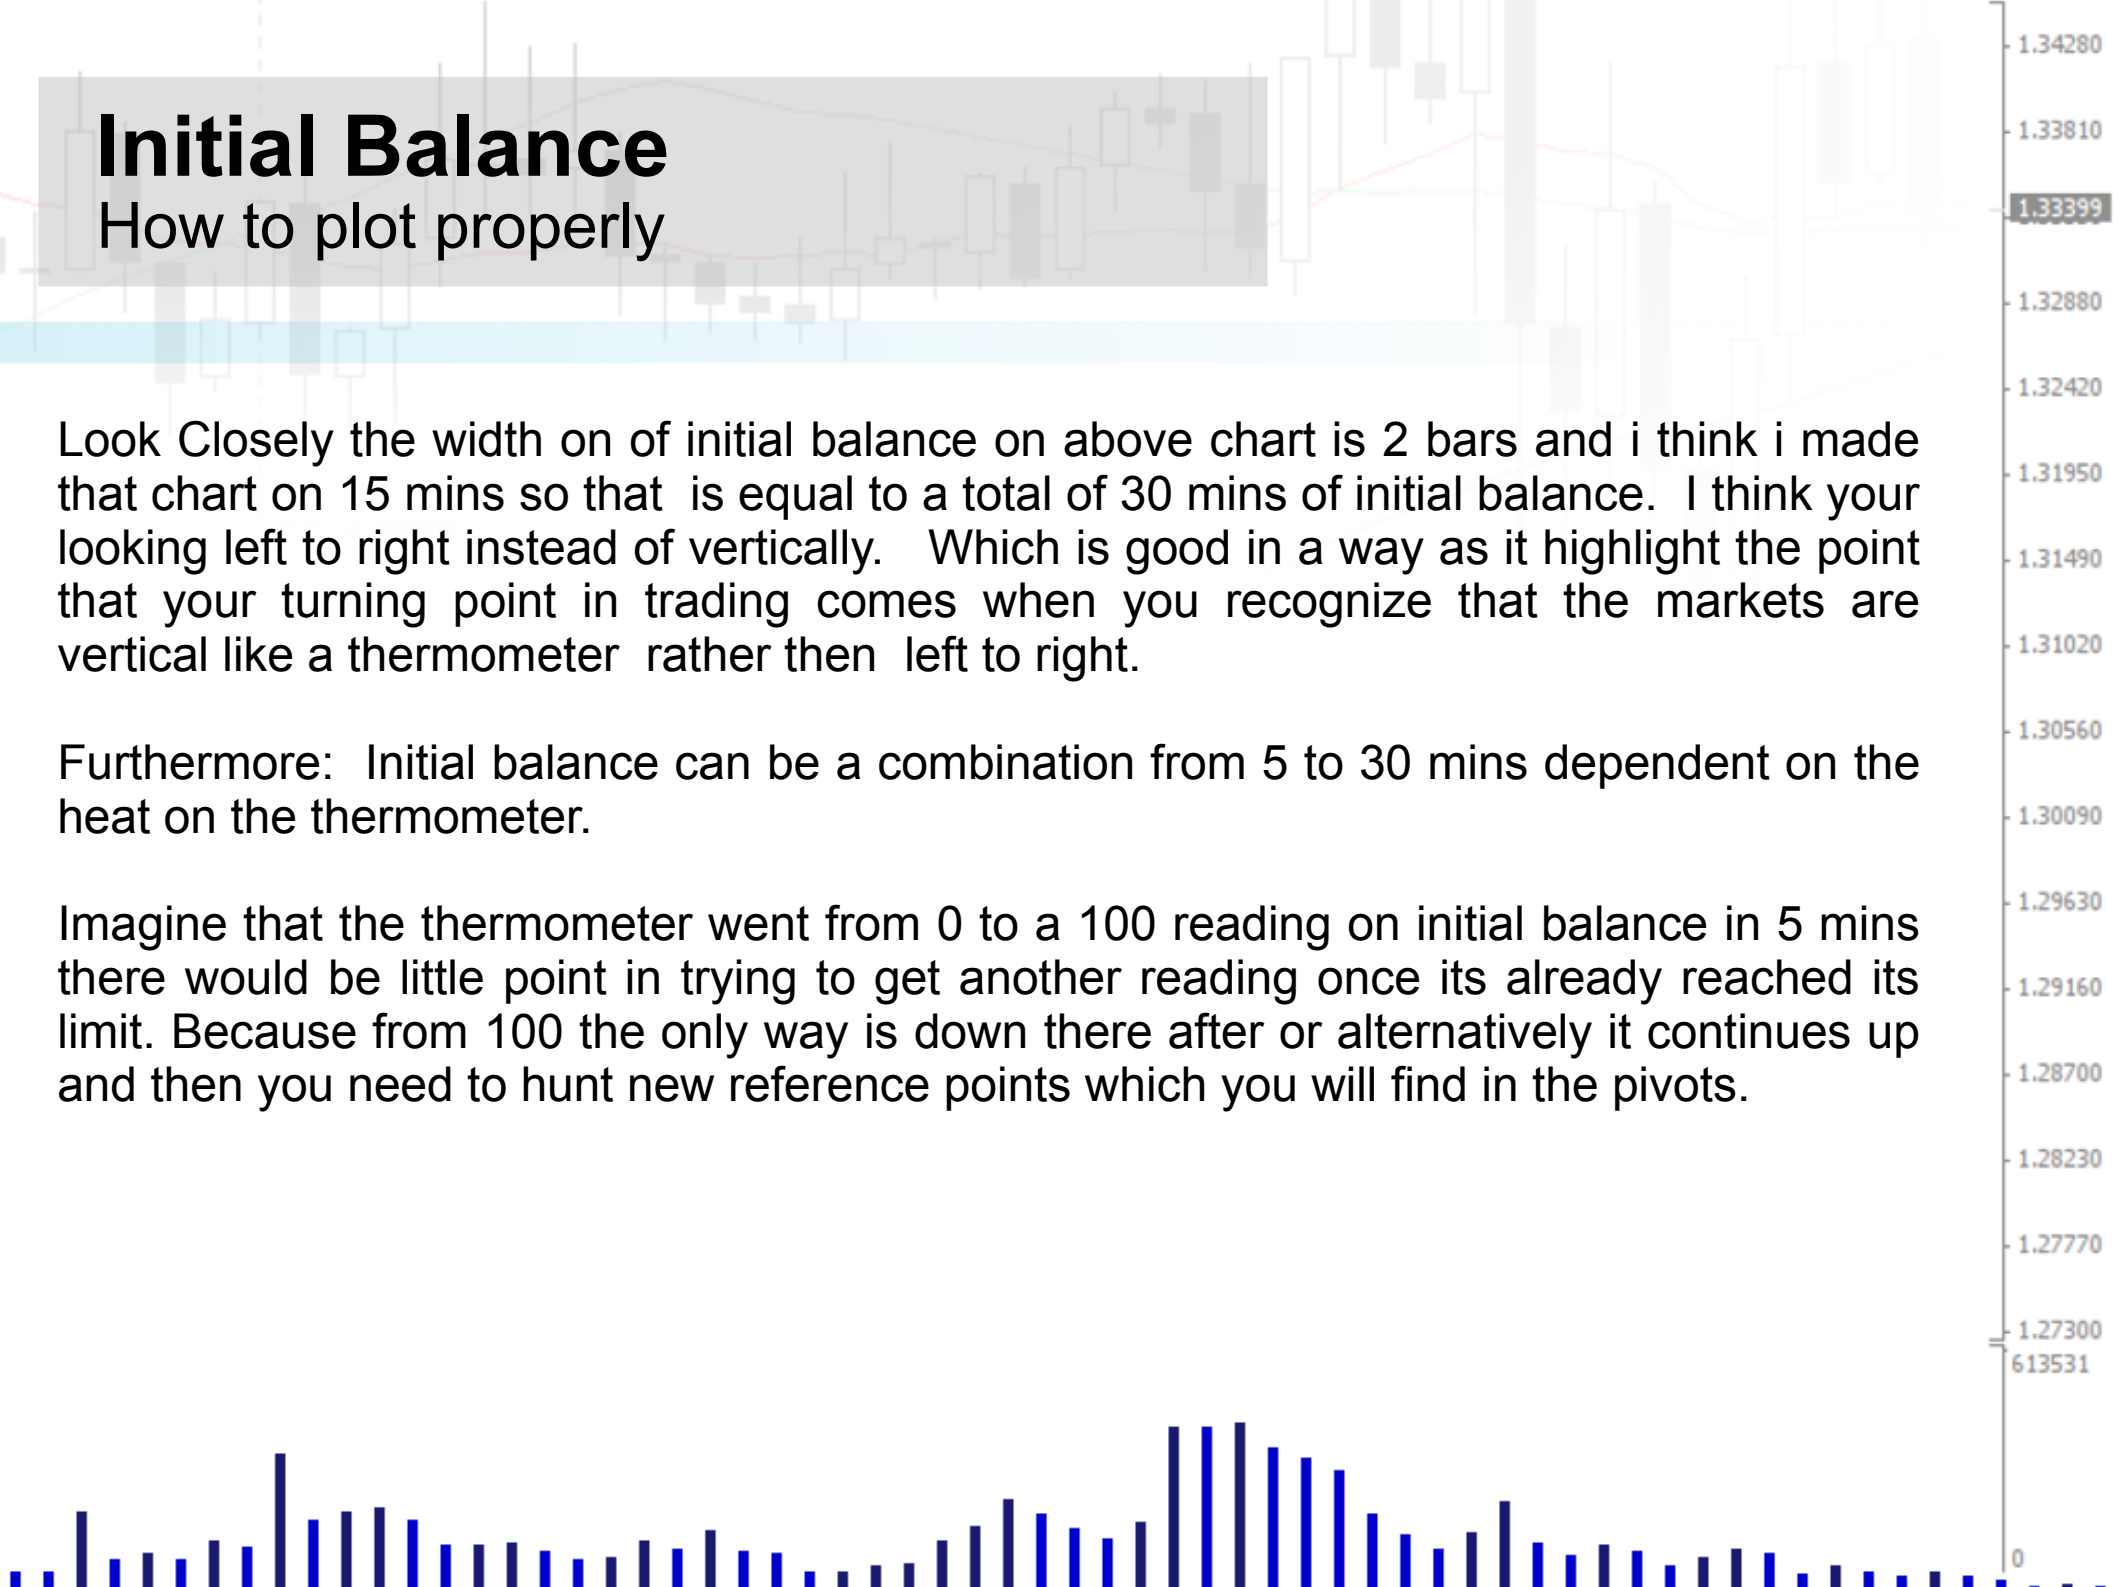 Initial Balance
How to plot properly
Look Closely the width on of initial balance on above chart is 2 bars and i think i made
that chart on 15 mins so that  is equal to a total of 30 mins of initial balance.  I think your
looking left to right instead of vertically.   Which is good in a way as it highlight the point
that your turning point in trading comes when you recognize that the markets are
vertical like a thermometer  rather then  left to right.
Furthermore:  Initial balance can be a combination from 5 to 30 mins dependent on the
heat on the thermometer.
Imagine that the thermometer went from 0 to a 100 reading on initial balance in 5 mins
there would be little point in trying to get another reading once its already reached its
limit. Because from 100 the only way is down there after or alternatively it continues up
and then you need to hunt new reference points which you will find in the pivots.
1.34280
1.33810
1.33399
1.32880
1.32420
1.31950
1.31490
1.31020
1.30560
1.30090
1.29630
1.29160
1.28700
1.28230
1.27770
1.27300
613531
0